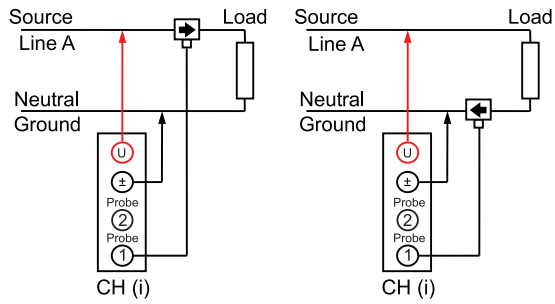 Source
Load
Line A
Neutral
Ground
U
±
Probe
2
Probe
1
CH (i)
Source
Load
Line A
Neutral
Ground
U
±
Probe
2
Probe
1
CH (i)